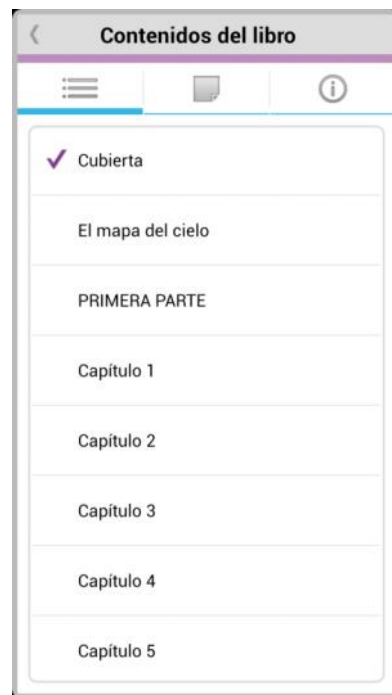 Contenidos del libro
Cubierta
El mapa del cielo
PRIMERA PARTE
Capítulo 1
Capítulo 2
Capítulo 3
Capítulo 4
Capítulo 5